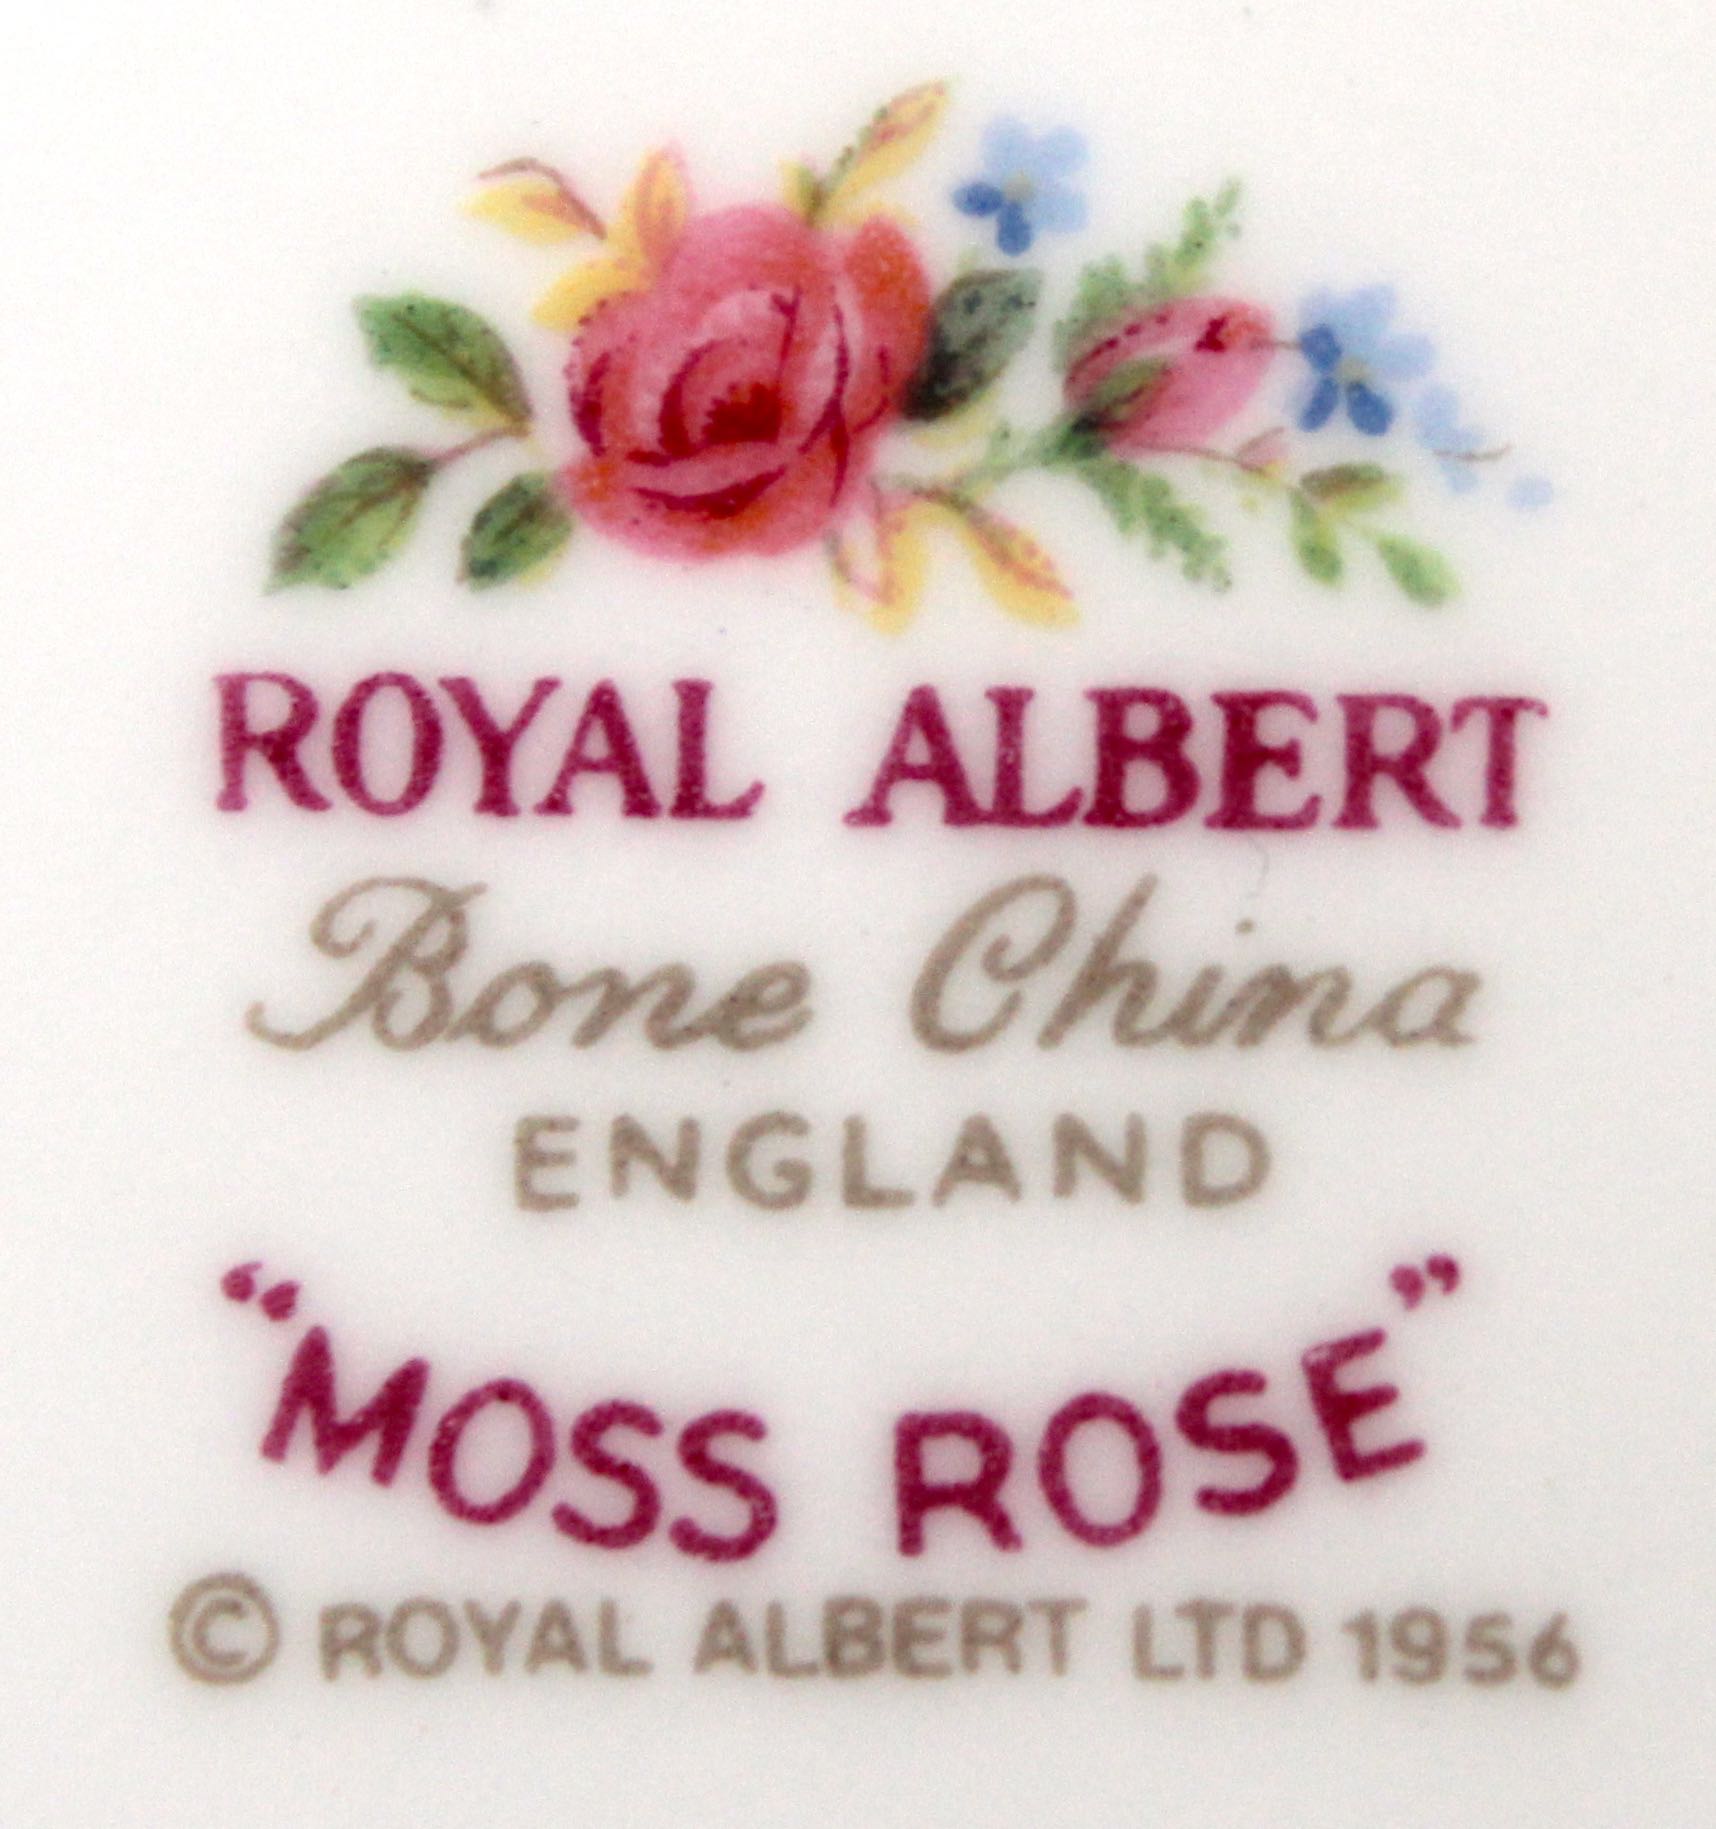 ROYAL ALBERT
Bone China
ENGLAND
“MOSS ROSE”
© ROYAL ALBERT LTD 1956